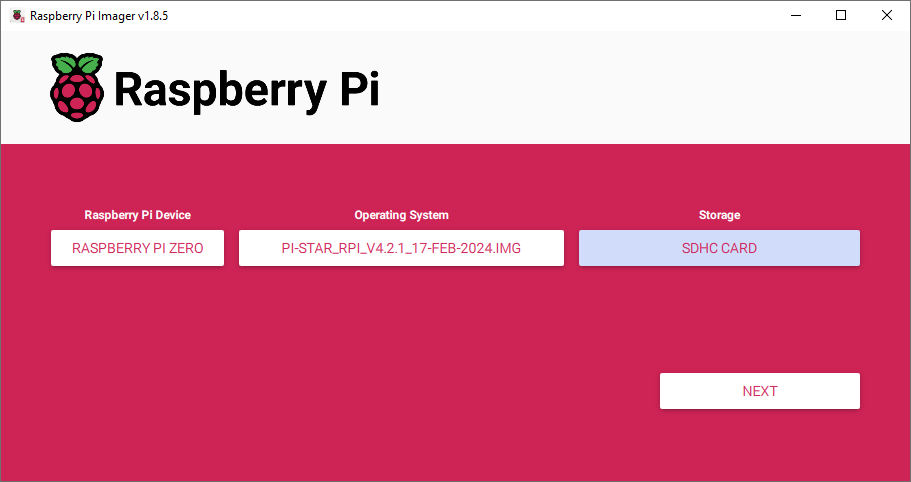 Raspberry Pi Imager v1.8.5
Raspberry Pi
Raspberry Pi Device
Operating System
Storage
RASPBERRY PI ZERO
PI-STAR_RPI_V4.2.1_17-FEB-2024.IMG
SDHC CARD
NEXT